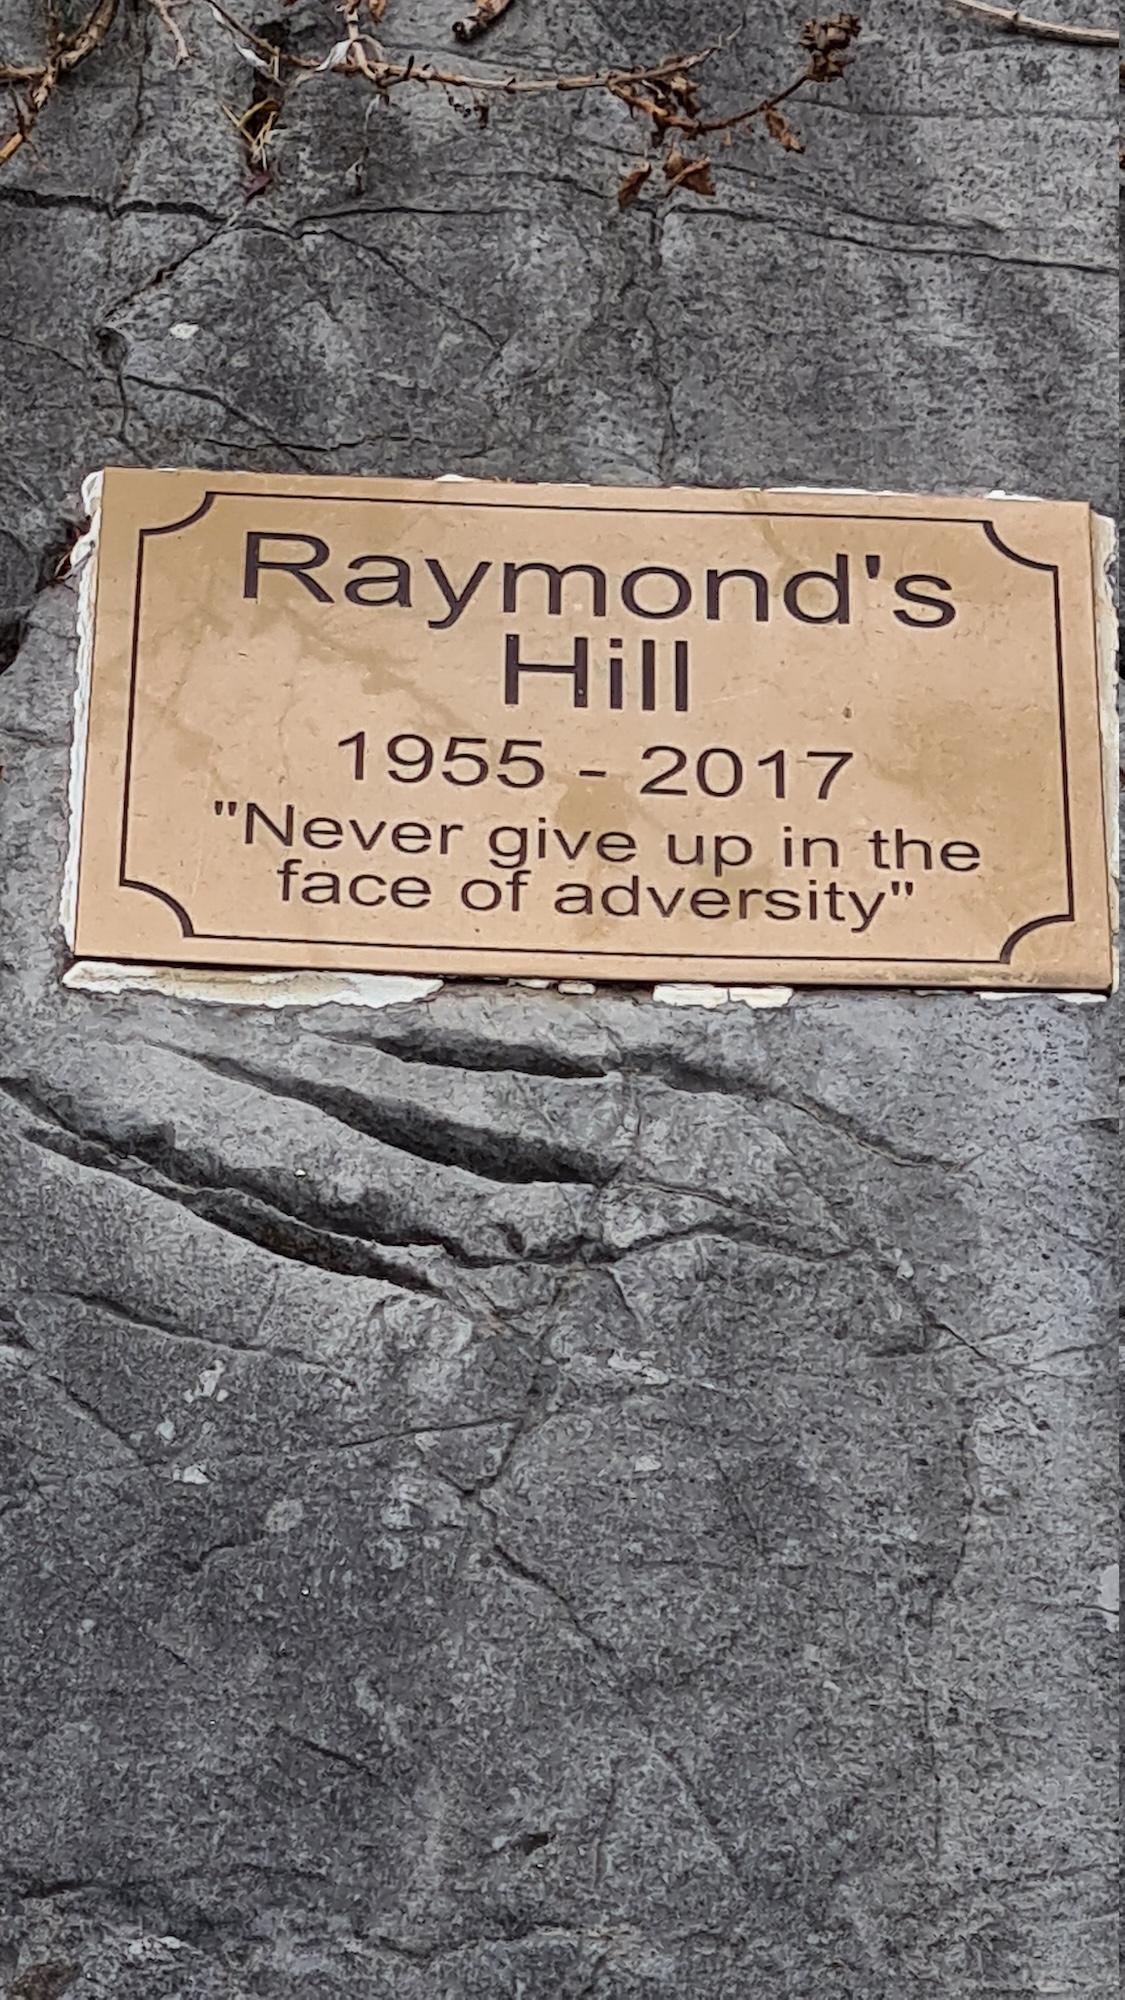 Raymond's
Hill
1955 - 2017
"Never give up in the
face of adversity"